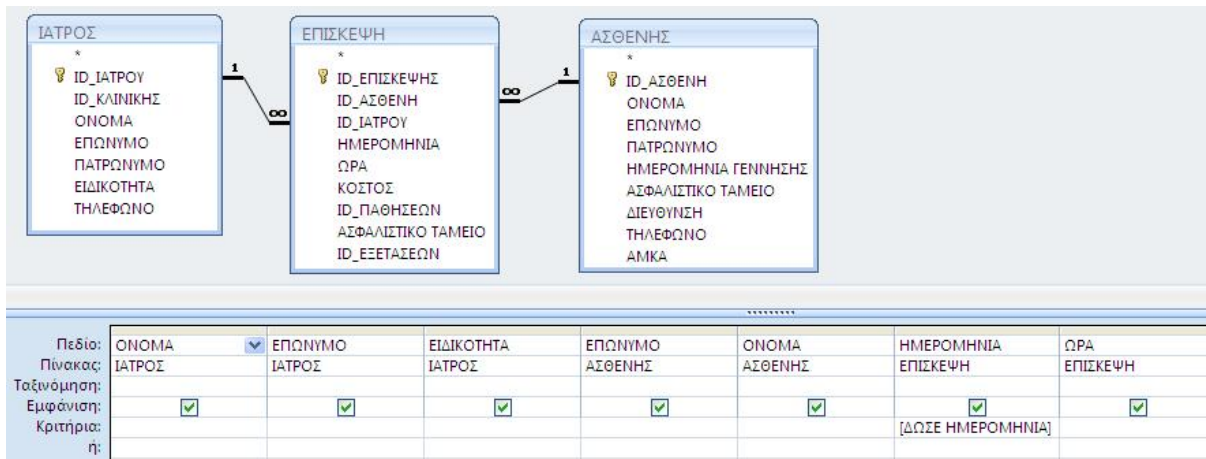 ΙΑΤΡΟΣ
*
ID_ΙΑΤΡΟΥ
ID_ΚΛΙΝΙΚΗΣ
ΟΝΟΜΑ
ΕΠΩΝΥΜΟ
ΠΑΤΡΩΝΥΜΟ
ΕΙΔΙΚΟΤΗΤΑ
ΤΗΛΕΦΩΝΟ
1
∞
ΕΠΙΣΚΕΨΗ
*
ID_ΕΠΙΣΚΕΨΗΣ
ID_ΑΣΘΕΝΗ
ID_ΙΑΤΡΟΥ
ΗΜΕΡΟΜΗΝΙΑ
ΩΡΑ
ΚΟΣΤΟΣ
ID_ΠΑΘΗΣΕΩΝ
ΑΣΦΑΛΙΣΤΙΚΟ ΤΑΜΕΙΟ
ID_ΕΞΕΤΑΣΕΩΝ
∞
1
ΑΣΘΕΝΗΣ
*
ID_ΑΣΘΕΝΗ
ΟΝΟΜΑ
ΕΠΩΝΥΜΟ
ΠΑΤΡΩΝΥΜΟ
ΗΜΕΡΟΜΗΝΙΑ ΓΕΝΝΗΣΗΣ
ΑΣΦΑΛΙΣΤΙΚΟ ΤΑΜΕΙΟ
ΔΙΕΥΘΥΝΣΗ
ΤΗΛΕΦΩΝΟ
ΑΜΚΑ
Πεδίο: ΟΝΟΜΑ ΕΠΩΝΥΜΟ ΕΙΔΙΚΟΤΗΤΑ ΕΠΩΝΥΜΟ ΟΝΟΜΑ ΗΜΕΡΟΜΗΝΙΑ ΩΡΑ
Πίνακας: ΙΑΤΡΟΣ ΙΑΤΡΟΣ ΙΑΤΡΟΣ ΑΣΘΕΝΗΣ ΑΣΘΕΝΗΣ ΕΠΙΣΚΕΨΗ ΕΠΙΣΚΕΨΗ
Ταξινόμηση:
Εμφάνιση:
Κριτήρια: [ΔΩΣΕ ΗΜΕΡΟΜΗΝΙΑ]
ή: